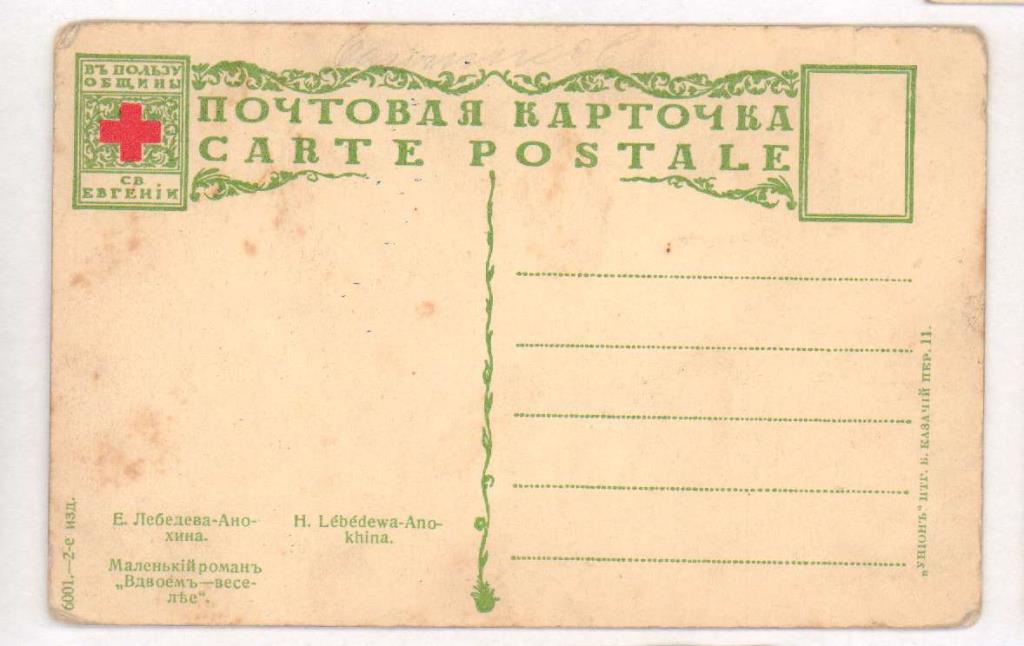 ВЪ ПОЛЬЗУ
ОБЩИНЫ
СВ
ЕВГЕНІИ
ПОЧТОВАЯ КАРТОЧКА
CARTE POSTALE
Е. Лебедева-Ано-
хина.
H. Lébédewa-Ano-
khina.
Маленькій романъ
„Вдвоемъ—весе-
лѣе".
6001.—2-е изд.
„УНІОНЪ" ПТГ. Б. КАЗАЧІЙ ПЕР. 11.